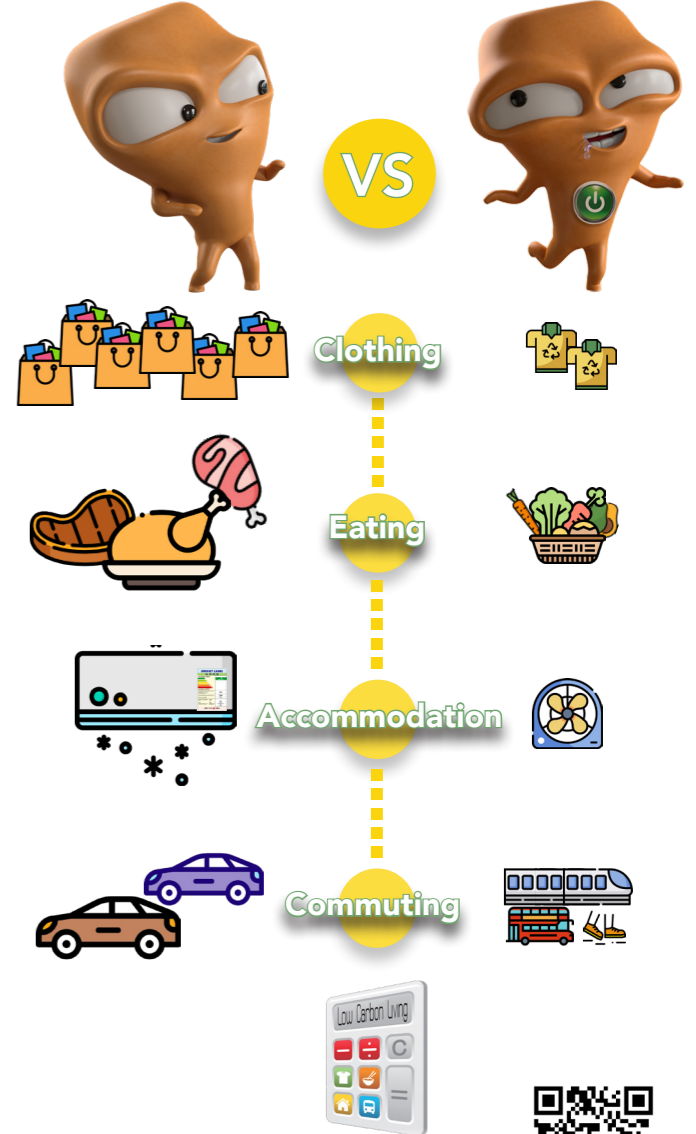 VS
Clothing
Eating
Accommodation
Commuting
Low Carbon Living
C